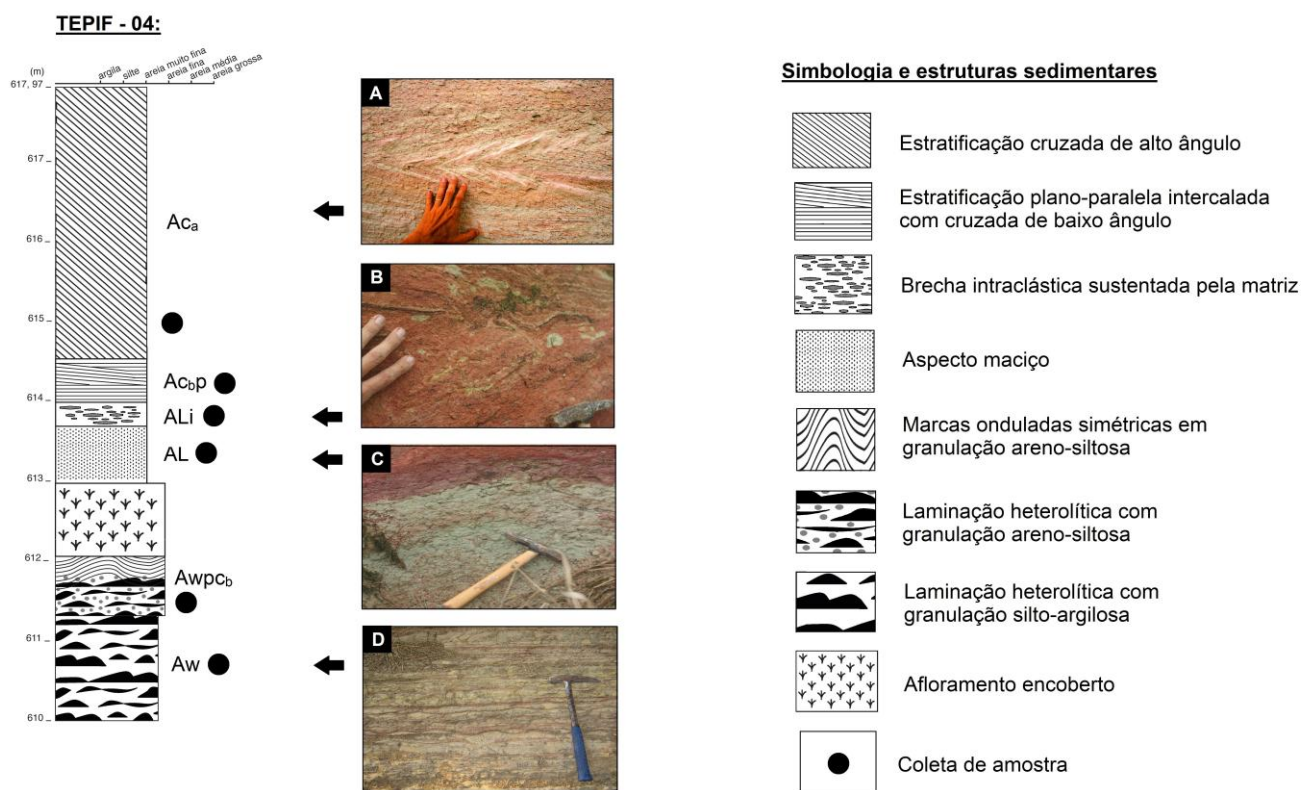 TEPIF - 04:
(m)
argila
silte
areia muito fina
areia fina
areia média
areia grossa
617, 97
617
616
615
614
613
612
611
610
Aca
Acbp
ALi
AL
Awpcb
Aw
A
B
C
D
Simbologia e estruturas sedimentares
Estratificação cruzada de alto ângulo
Estratificação plano-paralela intercalada
com cruzada de baixo ângulo
Brecha intraclástica sustentada pela matriz
Aspecto maciço
Marcas onduladas simétricas em
granulação areno-siltosa
Laminação heterolítica com
granulação areno-siltosa
Laminação heterolítica com
granulação silto-argilosa
Afloramento encoberto
Coleta de amostra